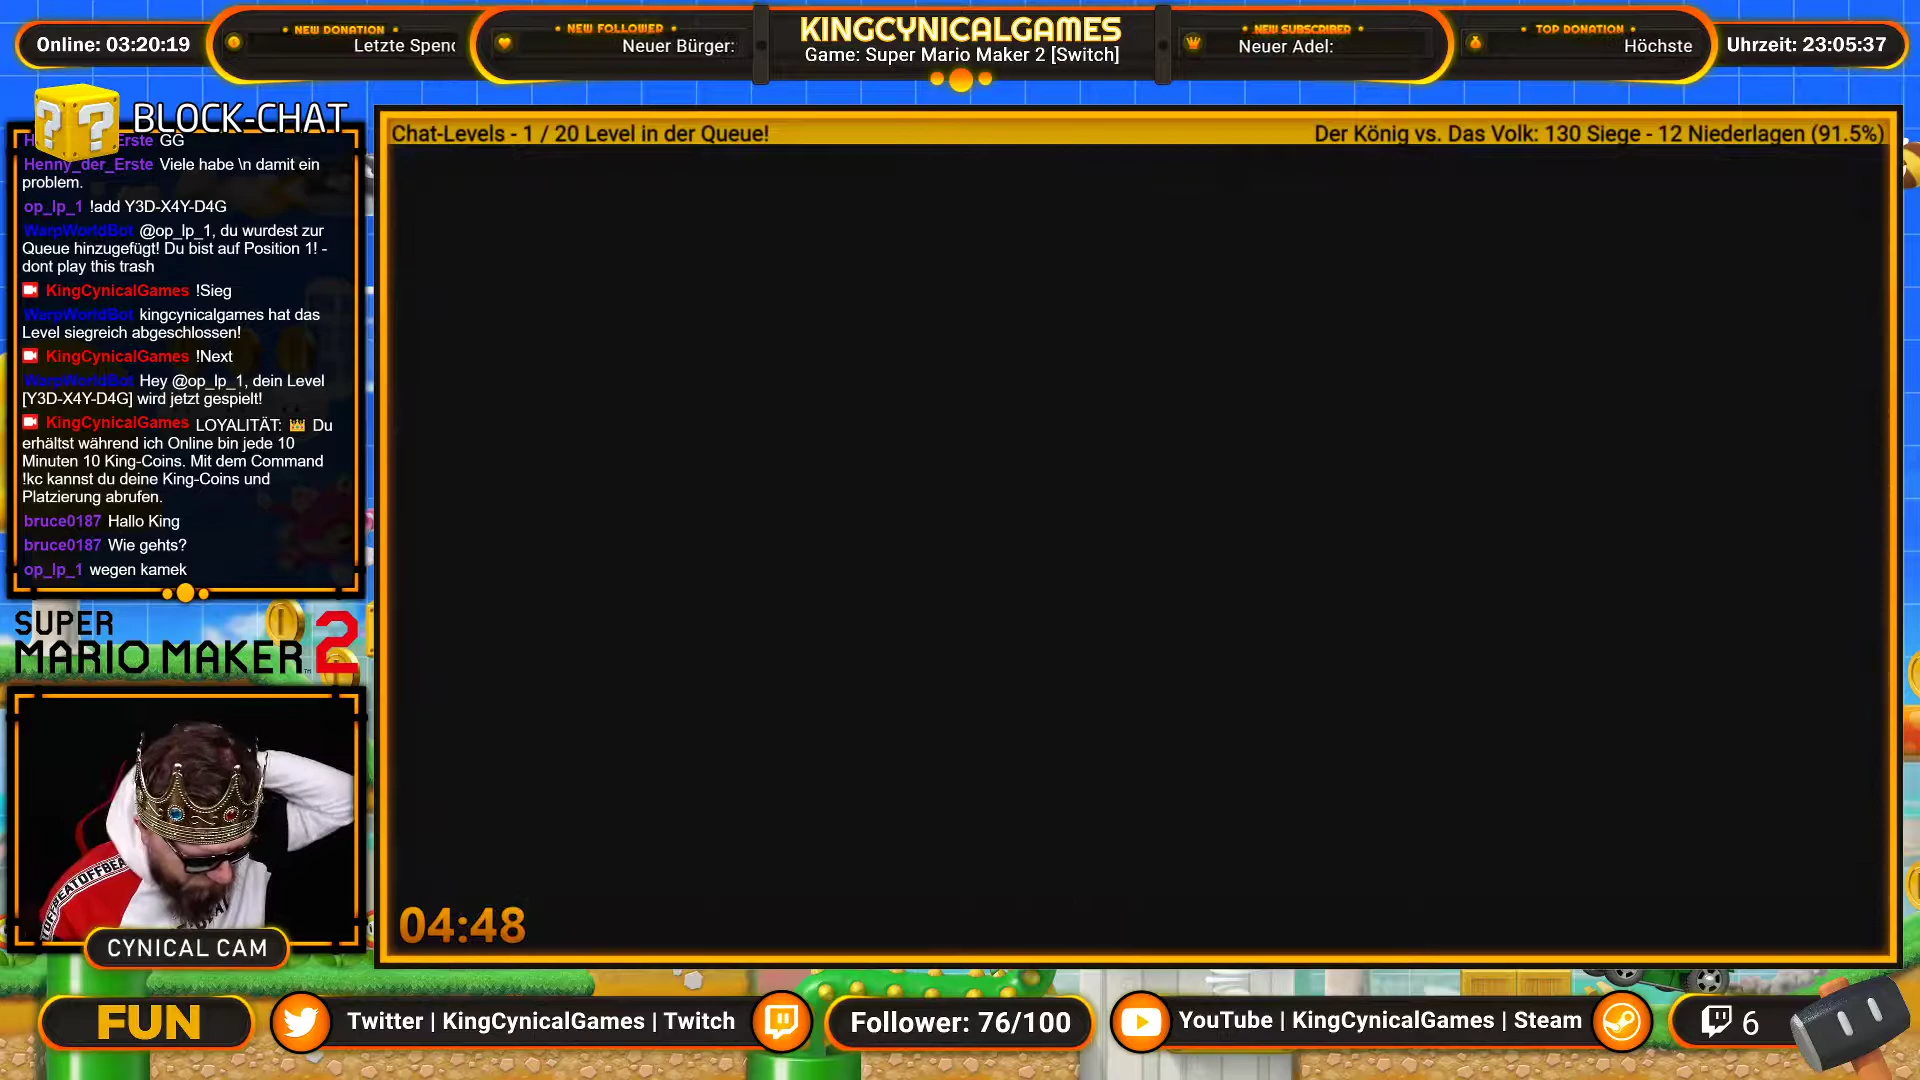 Online: 03:20:19
NEW DONATION
Letzte Spend
NEW FOLLOWER
Neuer Bürger:
KINGCYNICALGAMES
Game: Super Mario Maker 2 [Switch]
NEW SUBSCRIBER
Neuer Adel:
TOP DONATION
Höchste
Uhrzeit: 23:05:37
BLOCK-CHAT
Erste GG
Henny_der_Erste Viele habe \n damit ein
problem.
op_lp_1 !add Y3D-X4Y-D4G
WarpWorldBot @op_lp_1, du wurdest zur
Queue hinzugefügt! Du bist auf Position 1! -
dont play this trash
KingCynicalGames !Sieg
WarpWorldBot kingcynicalgames hat das
Level siegreich abgeschlossen!
KingCynicalGames !Next
WarpWorldBot Hey @op_lp_1, dein Level
[Y3D-X4Y-D4G] wird jetzt gespielt!
KingCynicalGames LOYALITÄT: Du
erhältst während ich Online bin jede 10
Minuten 10 King-Coins. Mit dem Command
!kc kannst du deine King-Coins und
Platzierung abrufen.
bruce0187 Hallo King
bruce0187 Wie gehts?
op_lp_1 wegen kamek
Chat-Levels - 1 / 20 Level in der Queue!
Der König vs. Das Volk: 130 Siege - 12 Niederlagen (91.5%)
SUPER
MARIO MAKER 2
OFFBEATOFFBEA
CYNICAL CAM
04:48
FUN
Twitter | KingCynicalGames | Twitch
Follower: 76/100
YouTube | KingCynicalGames | Steam
6